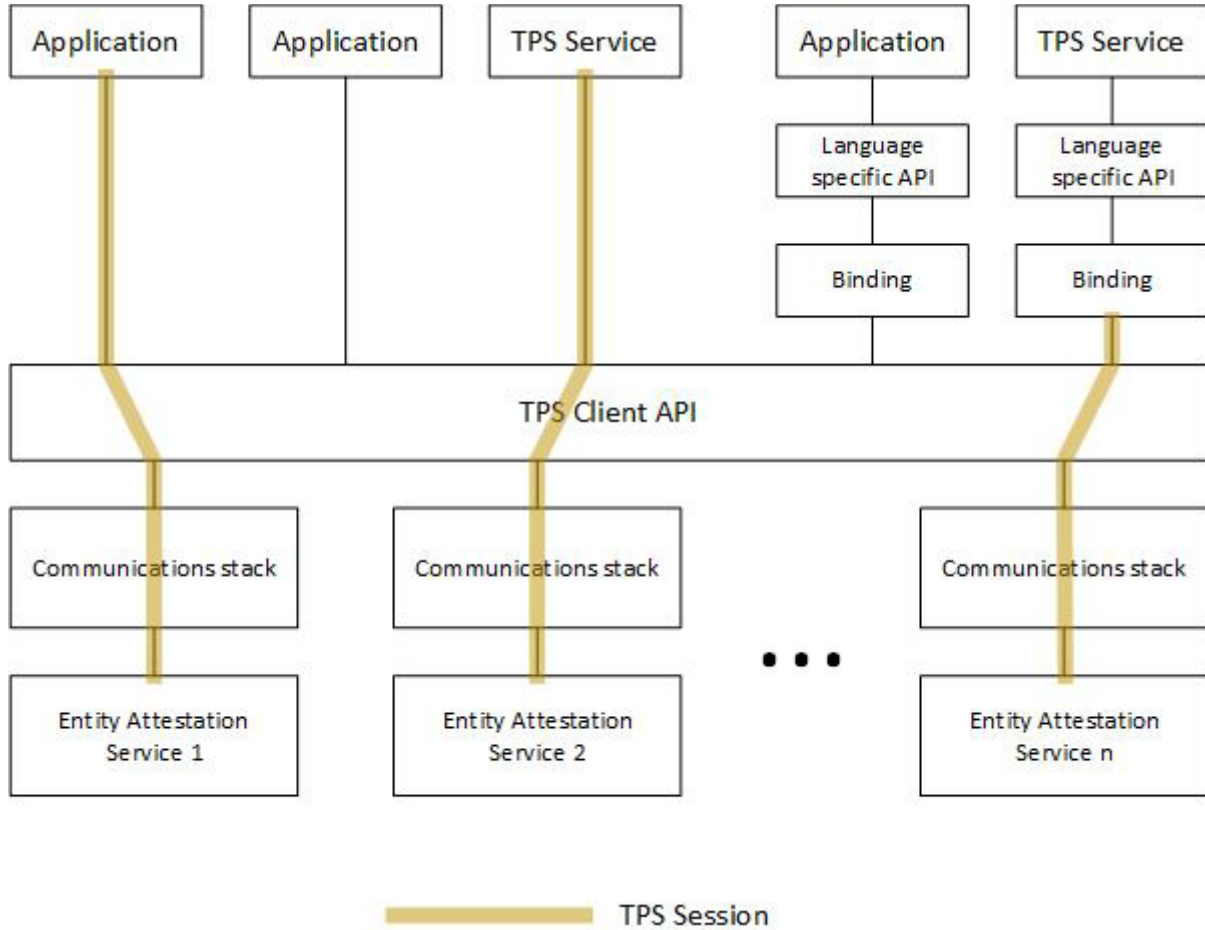 Application
Application
TPS Service
Application
TPS Service
Language
specific API
Language
specific API
Binding
Binding
TPS Client API
Communications stack
Communications stack
Communications stack
Entity Attestation
Service 1
Entity Attestation
Service 2
Entity Attestation
Service n
TPS Session